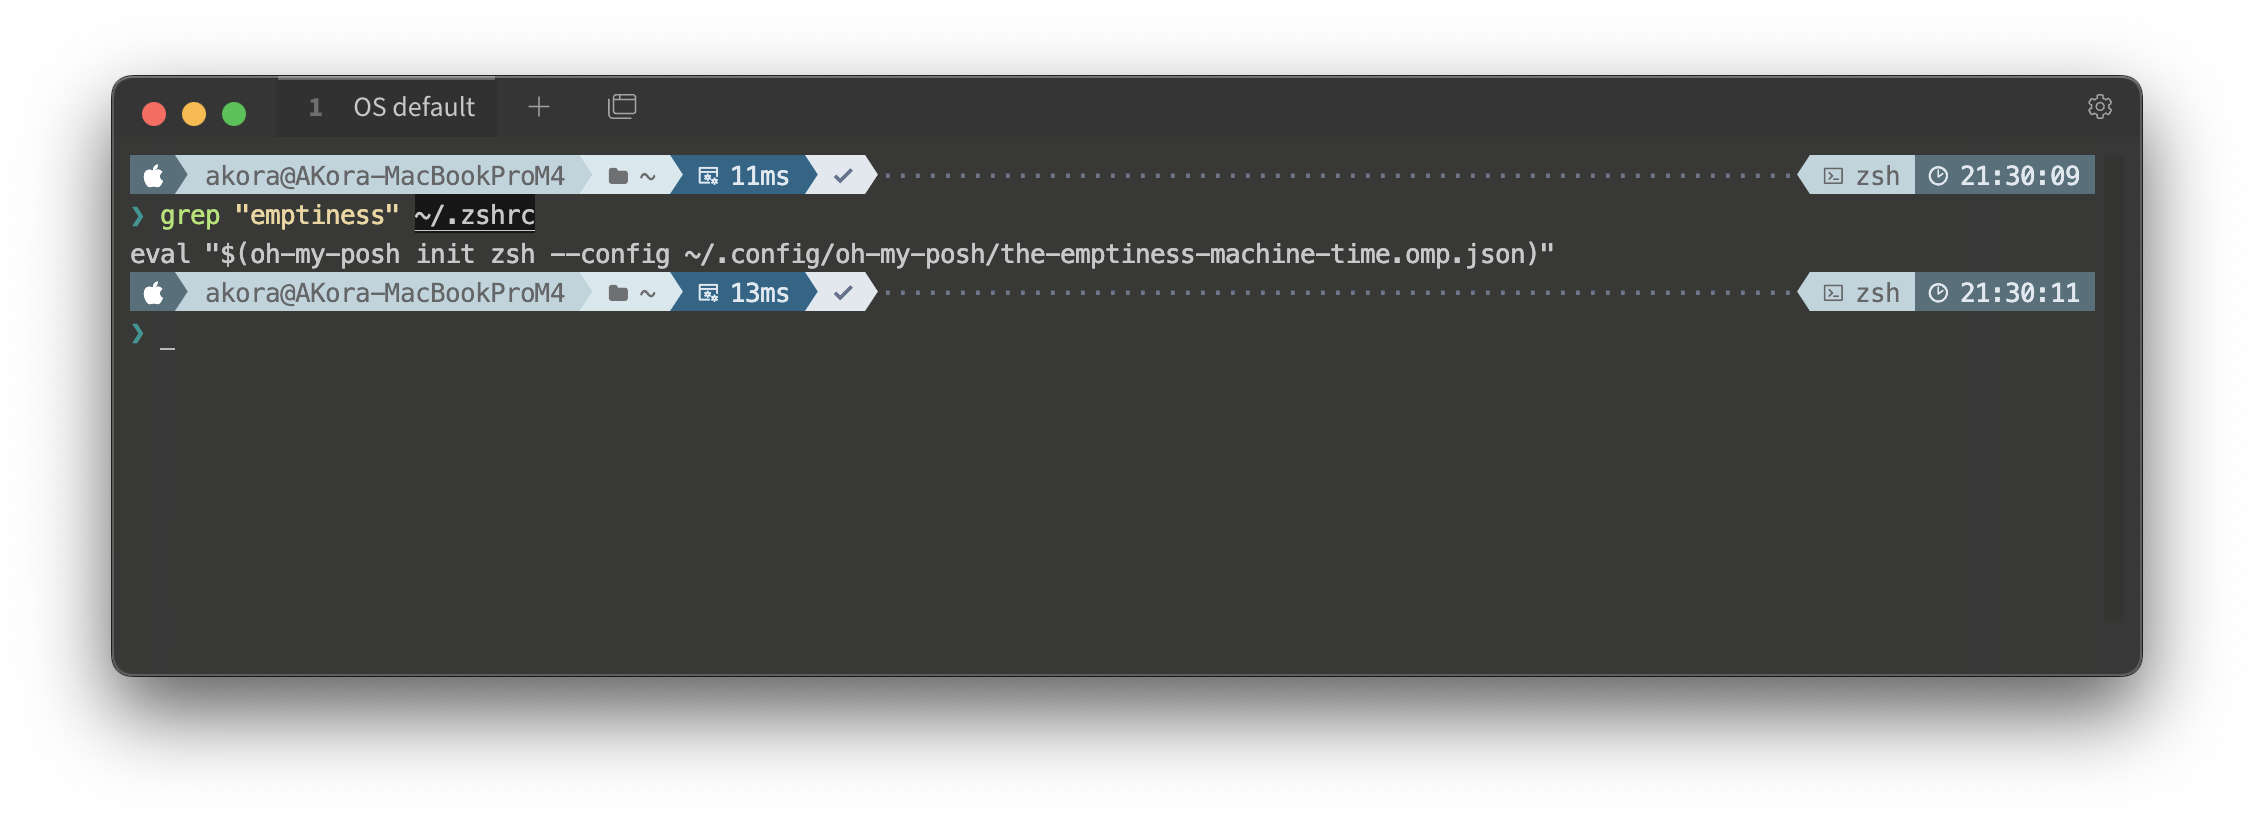 1 OS default
akora@AKora-MacBookProM4 ~ 11ms zsh 21:30:09
❯ grep "emptiness" ~/.zshrc
eval "$(oh-my-posh init zsh --config ~/.config/oh-my-posh/the-emptiness-machine-time.omp.json)"
akora@AKora-MacBookProM4 ~ 13ms zsh 21:30:11
❯ _